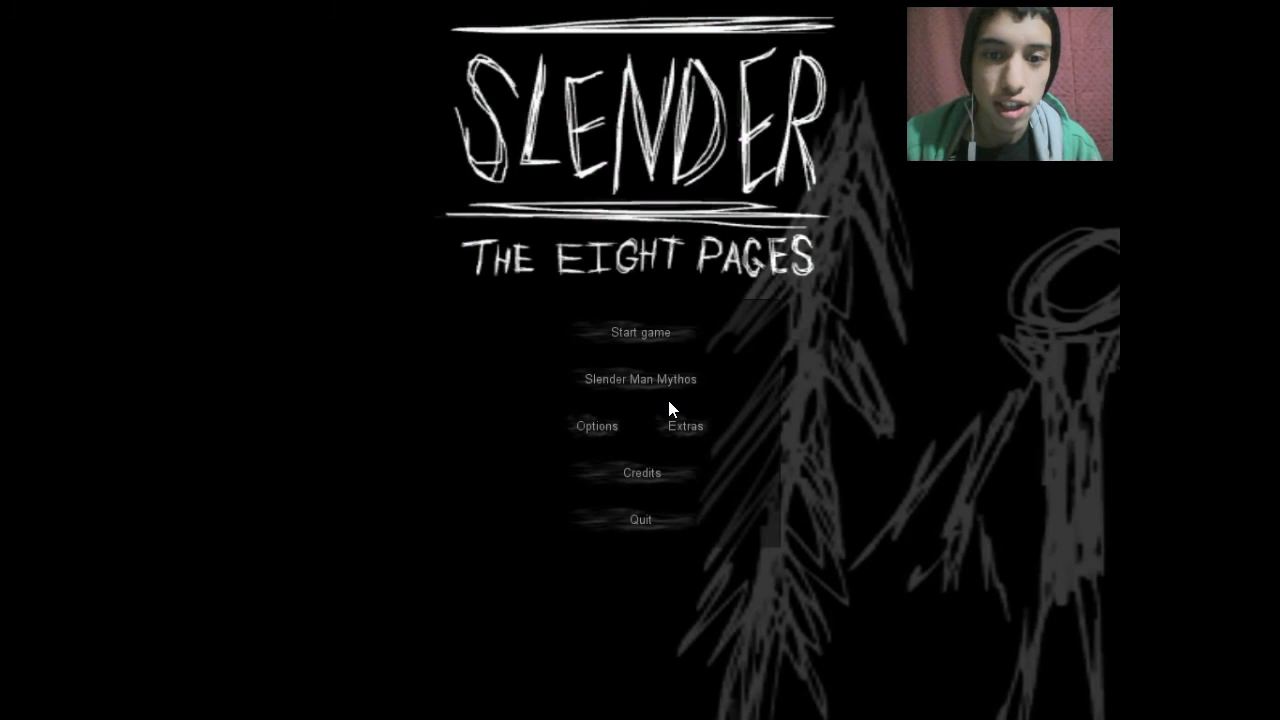 SLENDER
THE EIGHT PAGES
Start game
Slender Man Mythos
Options Extras
Credits
Quit